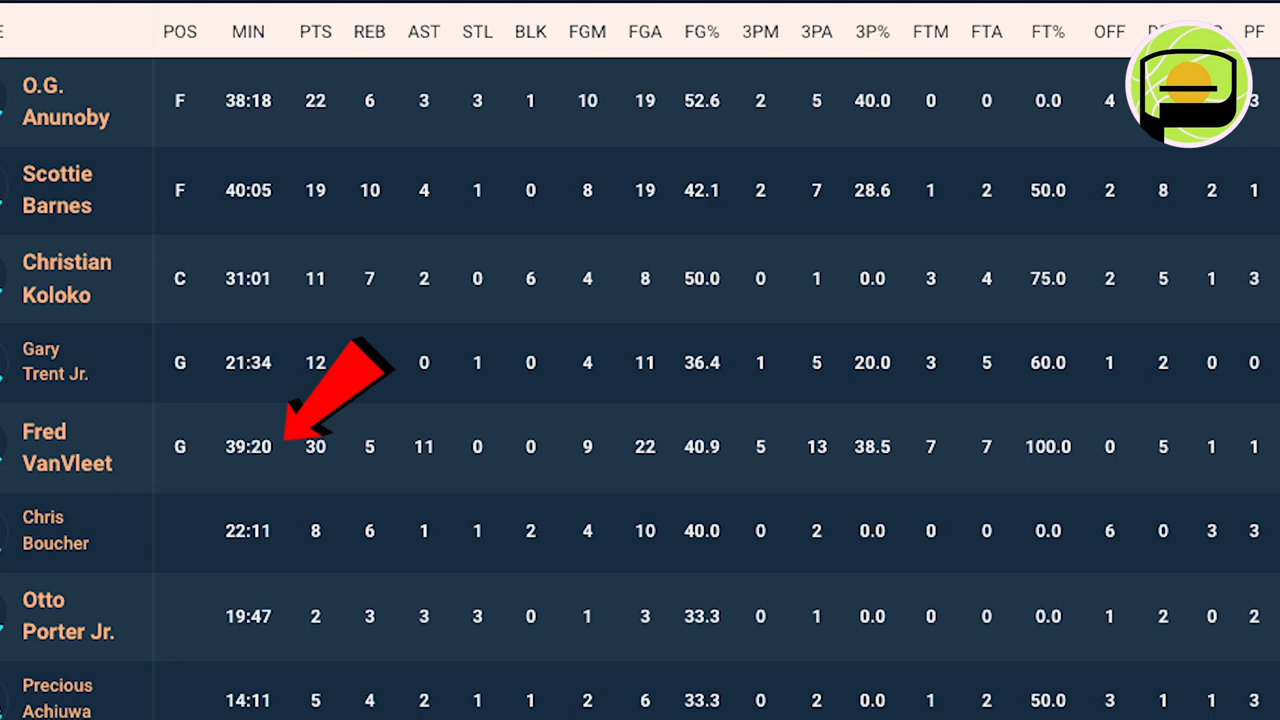 E POS MIN PTS REB AST STL BLK FGM FGA FG% 3PM 3PA 3P% FTM FTA FT% OFF PF
O.G.
Anunoby
F 38:18 22 6 3 3 1 10 19 52.6 2 5 40.0 0 0 0.0 4 3
Scottie
Barnes
F 40:05 19 10 4 1 0 8 19 42.1 2 7 28.6 1 2 50.0 2 8 2 1
Christian
Koloko
C 31:01 11 7 2 0 6 4 8 50.0 0 1 0.0 3 4 75.0 2 5 1 3
Gary
Trent Jr.
G 21:34 12 0 1 0 4 11 36.4 1 5 20.0 3 5 60.0 1 2 0 0
Fred
VanVleet
G 39:20 30 5 11 0 0 9 22 40.9 5 13 38.5 7 7 100.0 0 5 1 1
Chris
Boucher
22:11 8 6 1 1 2 4 10 40.0 0 2 0.0 0 0 0.0 6 0 3 3
Otto
Porter Jr.
19:47 2 3 3 3 0 1 3 33.3 0 1 0.0 0 0 0.0 1 2 0 2
Precious
Achiuwa
14:11 5 4 2 1 1 2 6 33.3 0 2 0.0 1 2 50.0 3 1 1 3